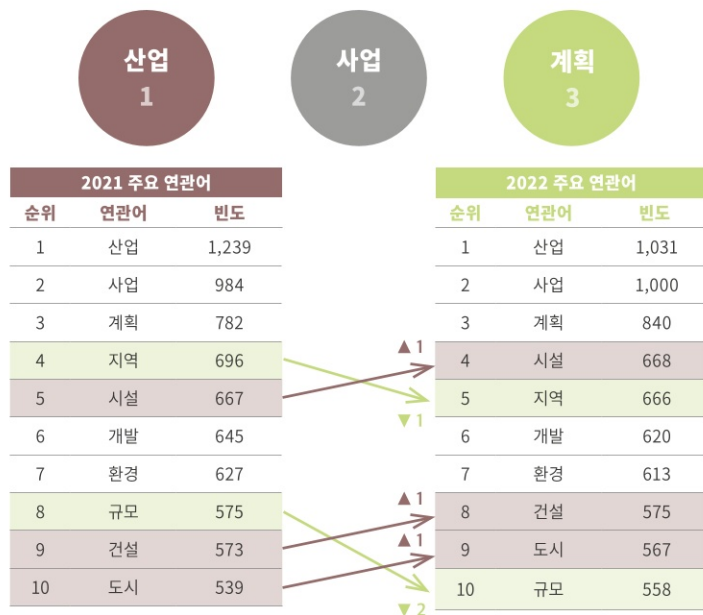 산업
1
사업
2
계획
3
2021 주요 연관어
순위 연관어 빈도
1 산업 1,239
2 사업 984
3 계획 782
4 지역 696
5 시설 667
6 개발 645
7 환경 627
8 규모 575
9 건설 573
10 도시 539
▲ 1
▼ 1
▲ 1
▲ 1
▼ 2
2022 주요 연관어
순위 연관어 빈도
1 산업 1,031
2 사업 1,000
3 계획 840
4 시설 668
5 지역 666
6 개발 620
7 환경 613
8 건설 575
9 도시 567
10 규모 558